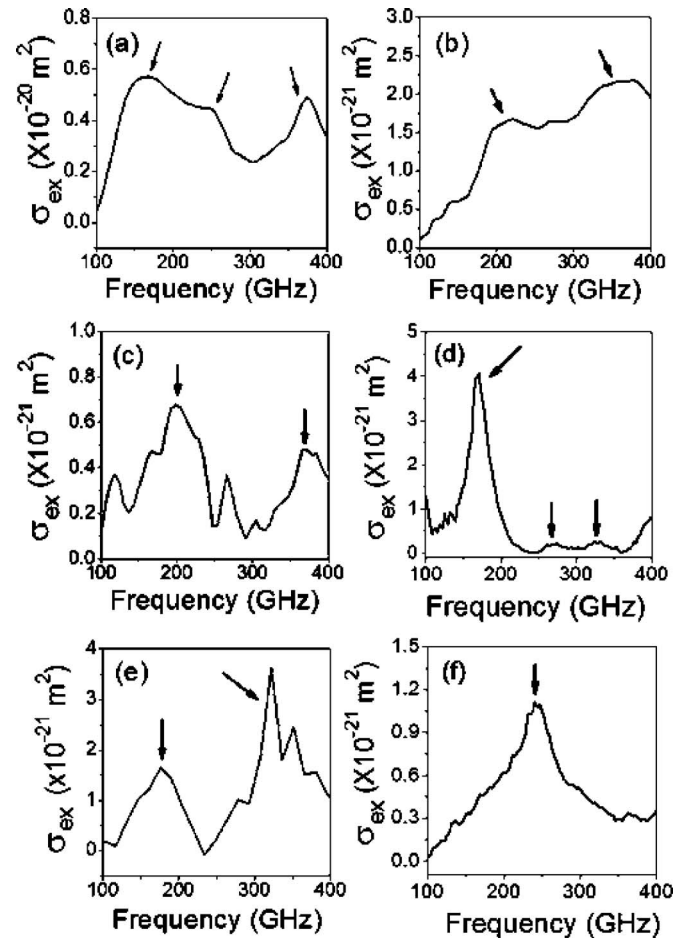 (a)
σex (X10-20 m2)
0.8
0.6
0.4
0.2
0.0
100 200 300 400
Frequency (GHz)
(b)
σex (X10-21 m2)
3.0
2.5
2.0
1.5
1.0
0.5
0.0
100 200 300 400
Frequency (GHz)
(c)
σex (X10-21 m2)
1.0
0.8
0.6
0.4
0.2
0.0
100 200 300 400
Frequency (GHz)
(d)
σex (X10-21 m2)
5
4
3
2
1
0
100 200 300 400
Frequency (GHz)
(e)
σex (x10-21 m2)
4
3
2
1
0
100 200 300 400
Frequency (GHz)
(f)
σex (X10-21 m2)
1.5
1.2
0.9
0.6
0.3
0.0
100 200 300 400
Frequency (GHz)